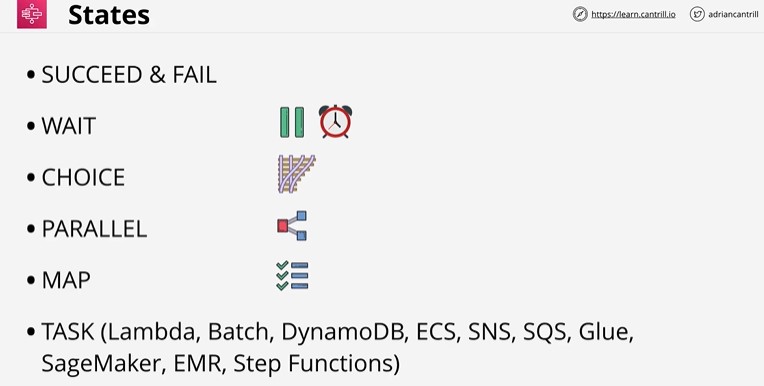 States
https://learn.cantrill.io
adriancantrill
• SUCCEED & FAIL
• WAIT
• CHOICE
• PARALLEL
• MAP
• TASK (Lambda, Batch, DynamoDB, ECS, SNS, SQS, Glue,
SageMaker, EMR, Step Functions)